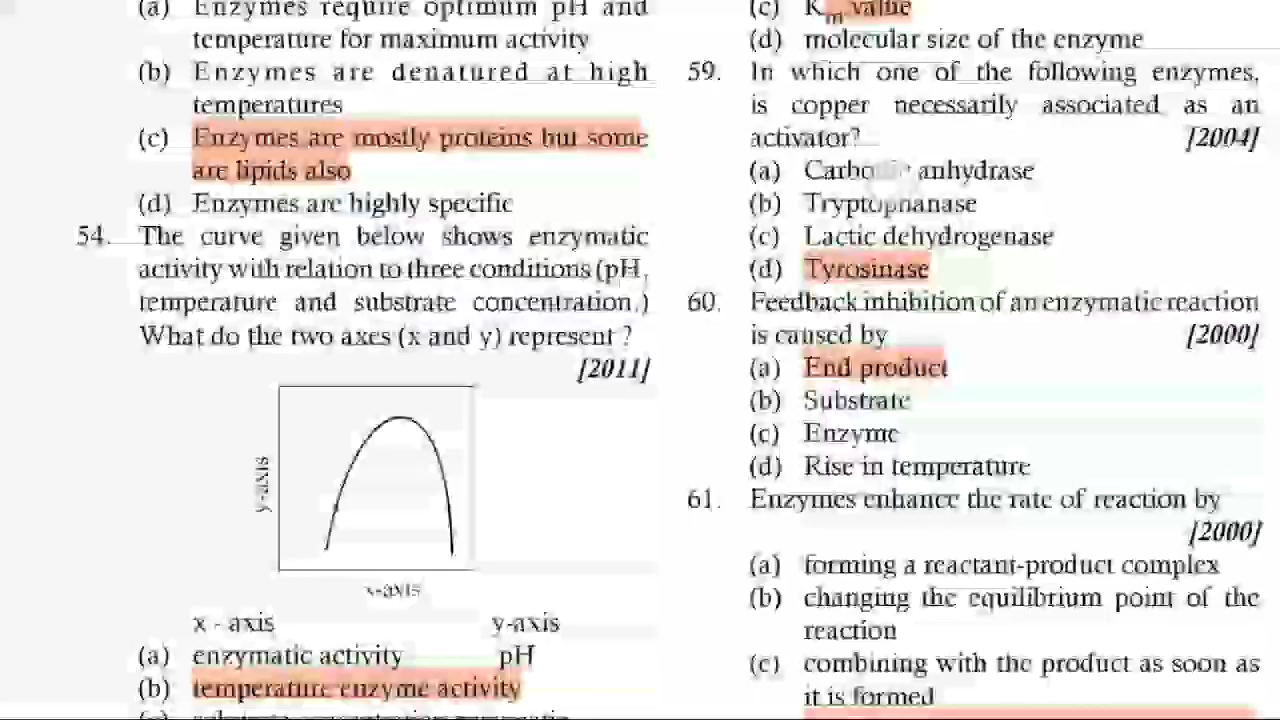 (a) Enzymes require optimum pH and
temperature for maximum activity
(b) Enzymes are denatured at high
temperatures
(c) Enzymes are mostly proteins but some
are lipids also
(d) Enzymes are highly specific
54. The curve given below shows enzymatic
activity with relation to three conditions (pH,
temperature and substrate concentration.)
What do the two axes (x and y) represent ?
[2011]
y-axis
x-axis
x - axis y-axis
(a) enzymatic activity pH
(b) temperature enzyme activity
(c) Km value
(d) molecular size of the enzyme
59. In which one of the following enzymes,
is copper necessarily associated as an
activator? [2004]
(a) anhydrase
(b) Tryptophanase
(c) Lactic dehydrogenase
(d) Tyrosinase
60. Feedback inhibition of an enzymatic reaction
is caused by [2000]
(a) End product
(b) Substrate
(c) Enzyme
(d) Rise in temperature
61. Enzymes enhance the rate of reaction by
[2000]
(a) forming a reactant-product complex
(b) changing the equilibrium point of the
reaction
(c) combining with the product as soon as
it is formed